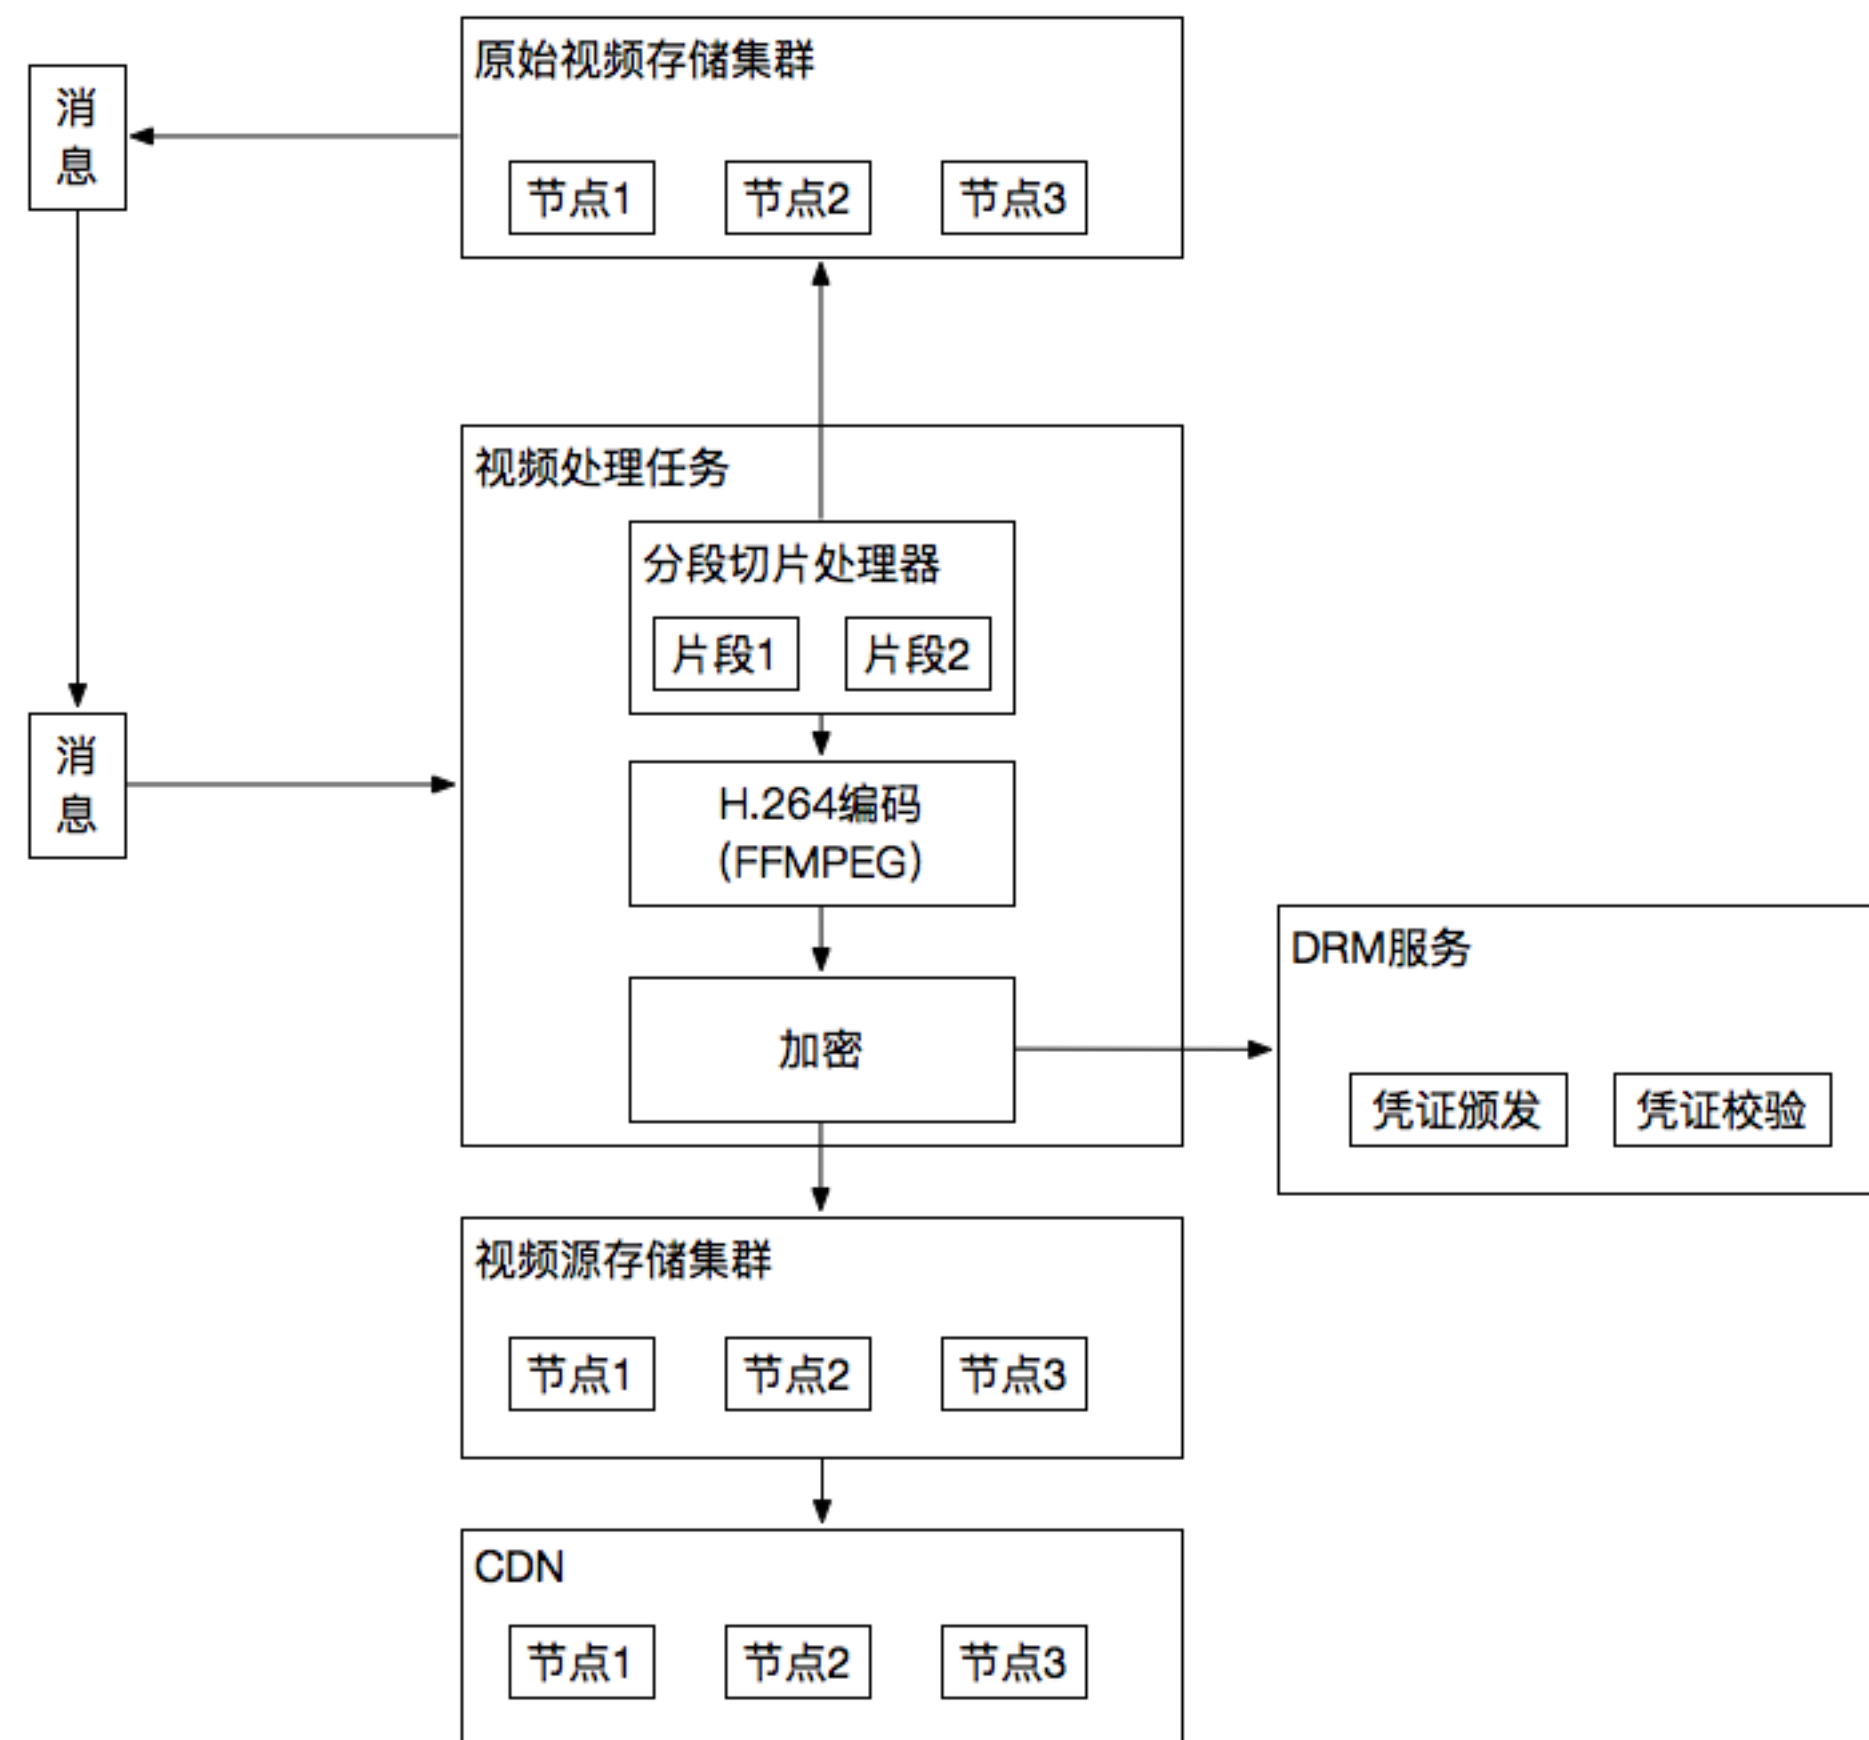 原始视频存储集群
消
息
节点1
节点2
节点3
视频处理任务
分段切片处理器
片段1
片段2
消
息
H.264编码
(FFMPEG)
DRM服务
加密
凭证颁发
凭证校验
视频源存储集群
节点1
节点2
节点3
CDN
节点1
节点2
节点3